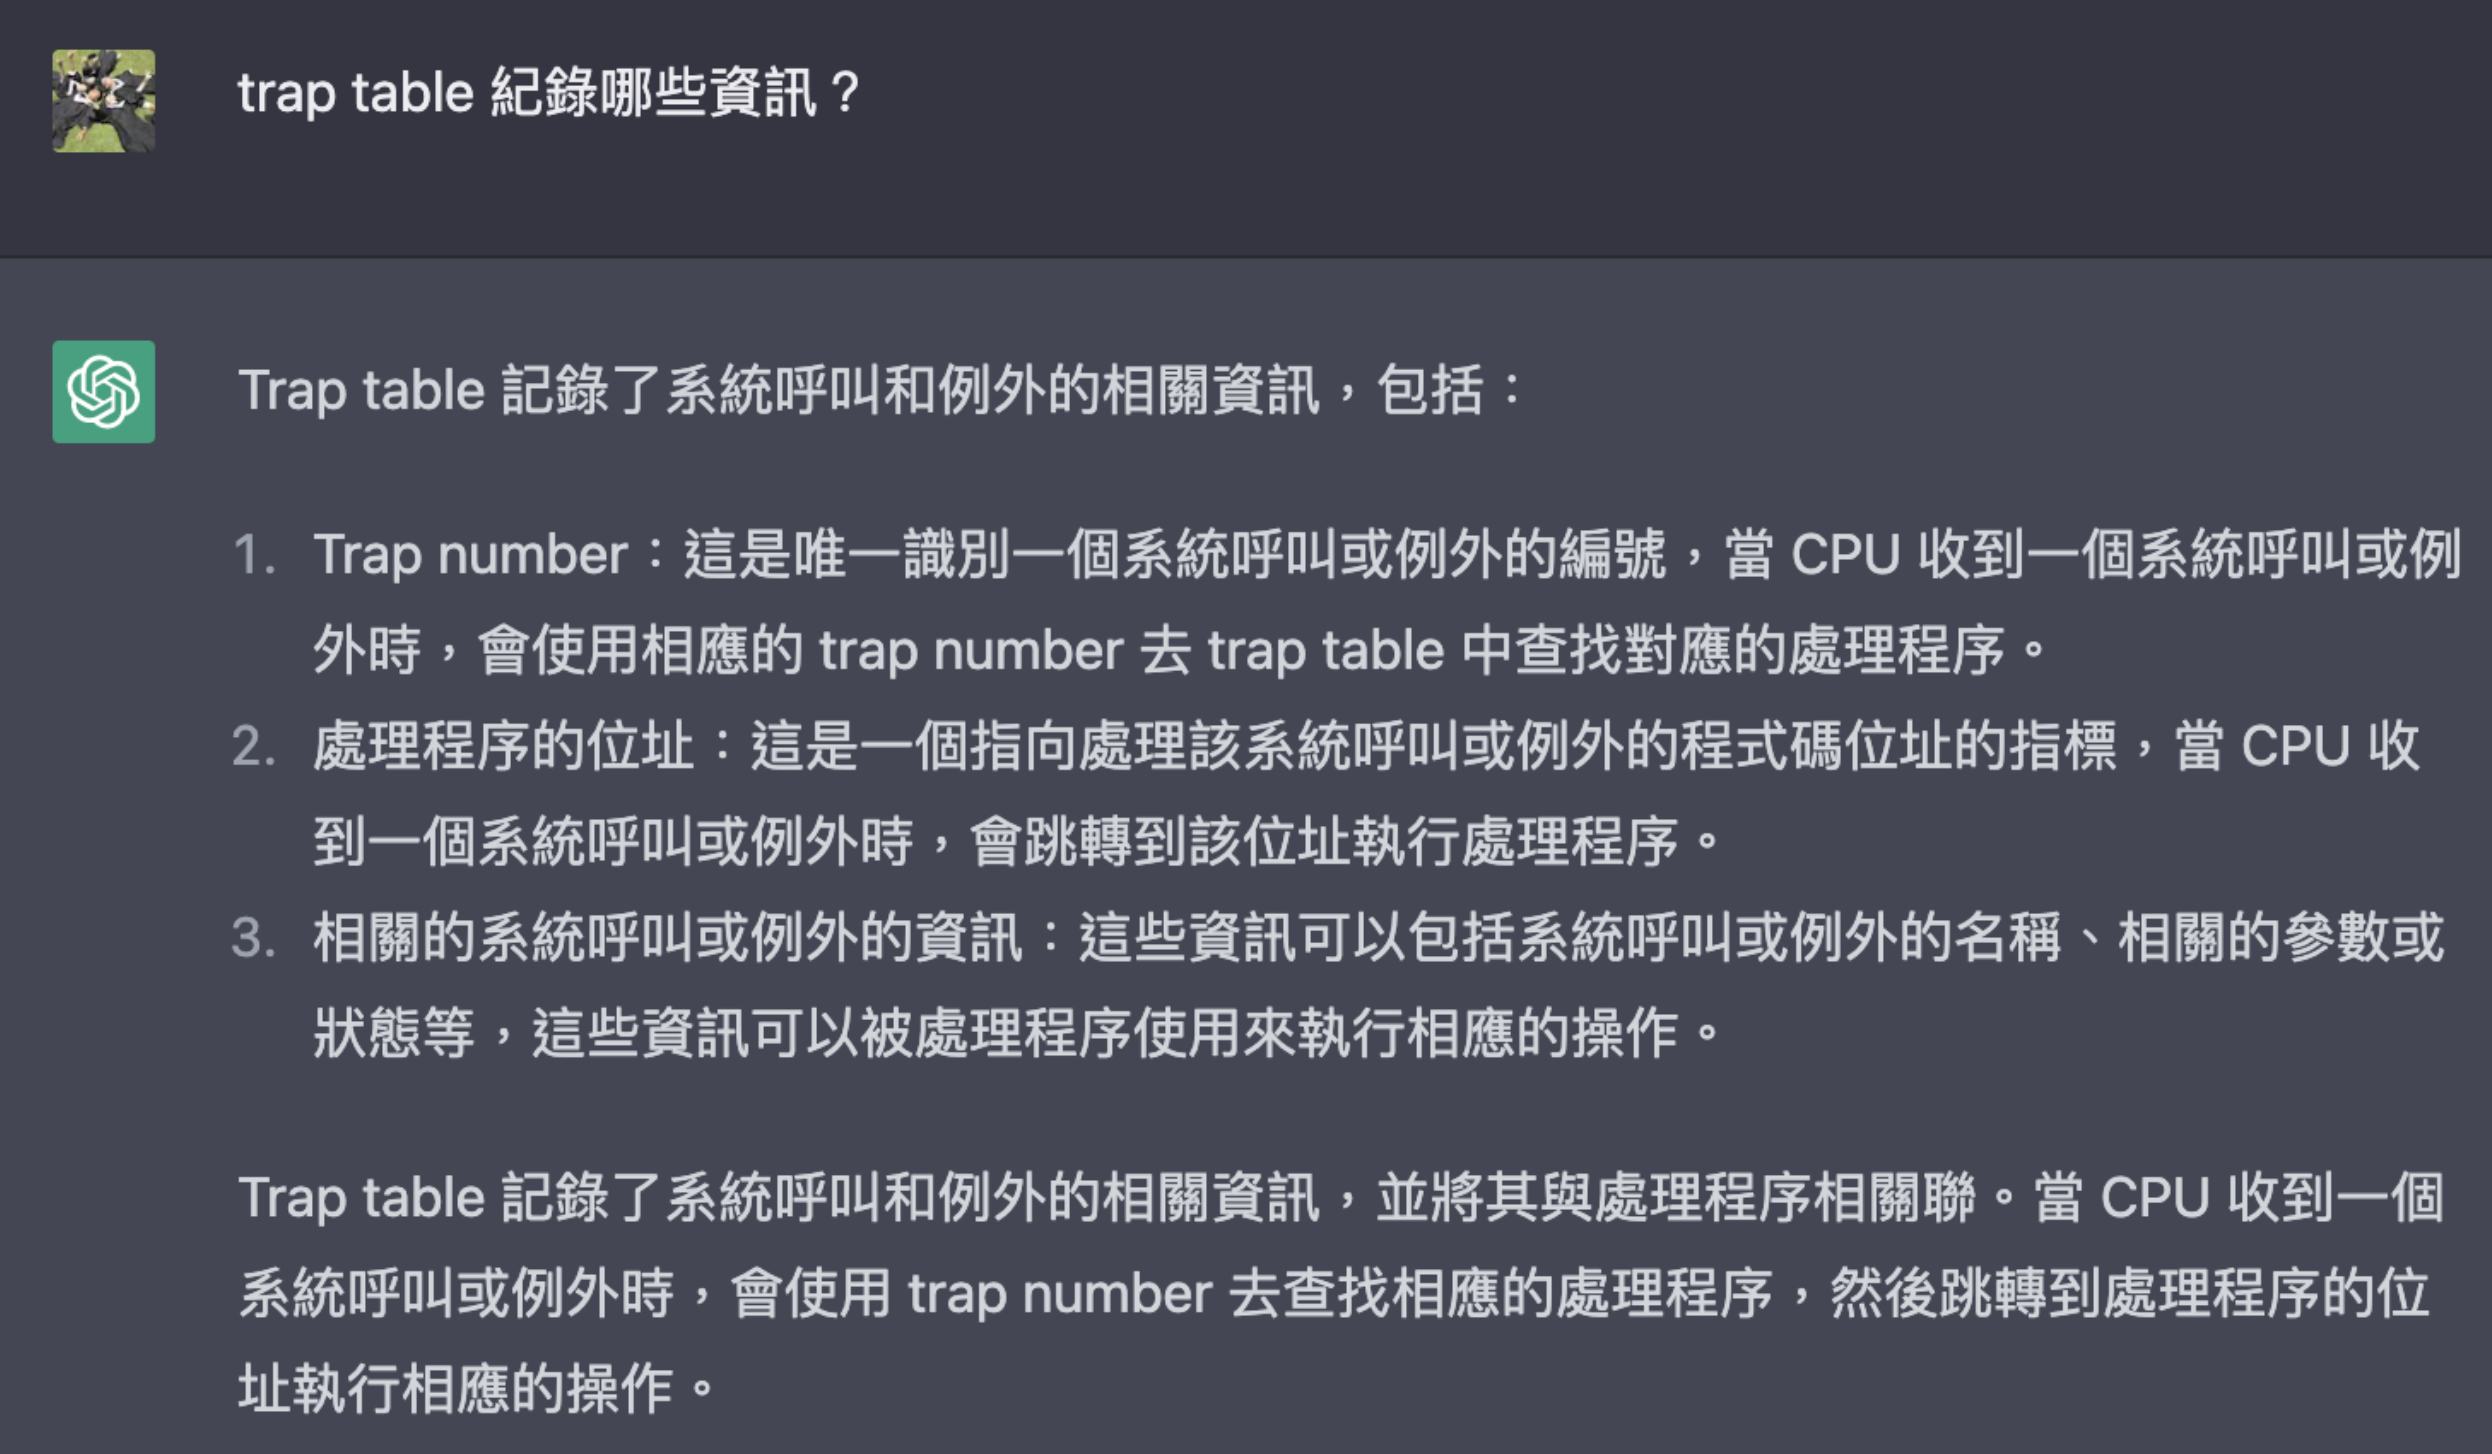 trap table 紀錄哪些資訊？
Trap table 記錄了系統呼叫和例外的相關資訊，包括：
1. Trap number：這是唯一識別一個系統呼叫或例外的編號，當 CPU 收到一個系統呼叫或例
外時，會使用相應的 trap number 去 trap table 中查找對應的處理程序。
2. 處理程序的位址：這是一個指向處理該系統呼叫或例外的程式碼位址的指標，當 CPU 收
到一個系統呼叫或例外時，會跳轉到該位址執行處理程序。
3. 相關的系統呼叫或例外的資訊：這些資訊可以包括系統呼叫或例外的名稱、相關的參數或
狀態等，這些資訊可以被處理程序使用來執行相應的操作。
Trap table 記錄了系統呼叫和例外的相關資訊，並將其與處理程序相關聯。當 CPU 收到一個
系統呼叫或例外時，會使用 trap number 去查找相應的處理程序，然後跳轉到處理程序的位
址執行相應的操作。